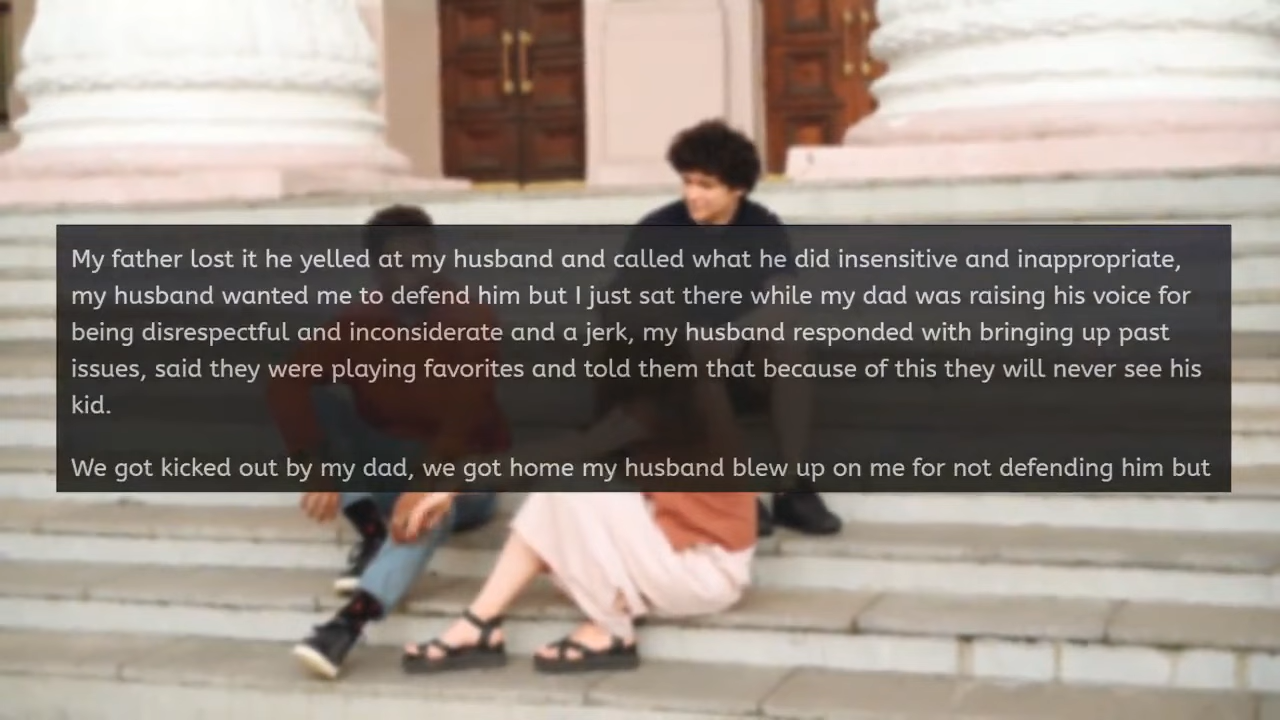 My father lost it he yelled at my husband and called what he did insensitive and inappropriate,
my husband wanted me to defend him but I just sat there while my dad was raising his voice for
being disrespectful and inconsiderate and a jerk, my husband responded with bringing up past
issues, said they were playing favorites and told them that because of this they will never see his
kid.
We got kicked out by my dad, we got home my husband blew up on me for not defending him but